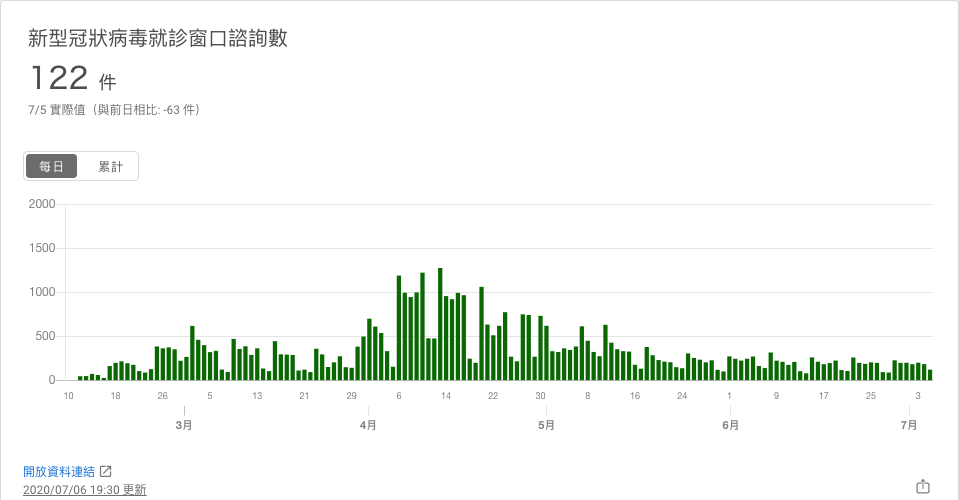 新型冠狀病毒就診窗口諮詢數
122 件
7/5 實際值（與前日相比: -63 件）
每日 累計
2000
1500
1000
500
0
10 18 26 5 13 21 29 6 14 22 30 8 16 24 1 9 17 25 3
3月 4月 5月 6月 7月
開放資料連結
2020/07/06 19:30 更新